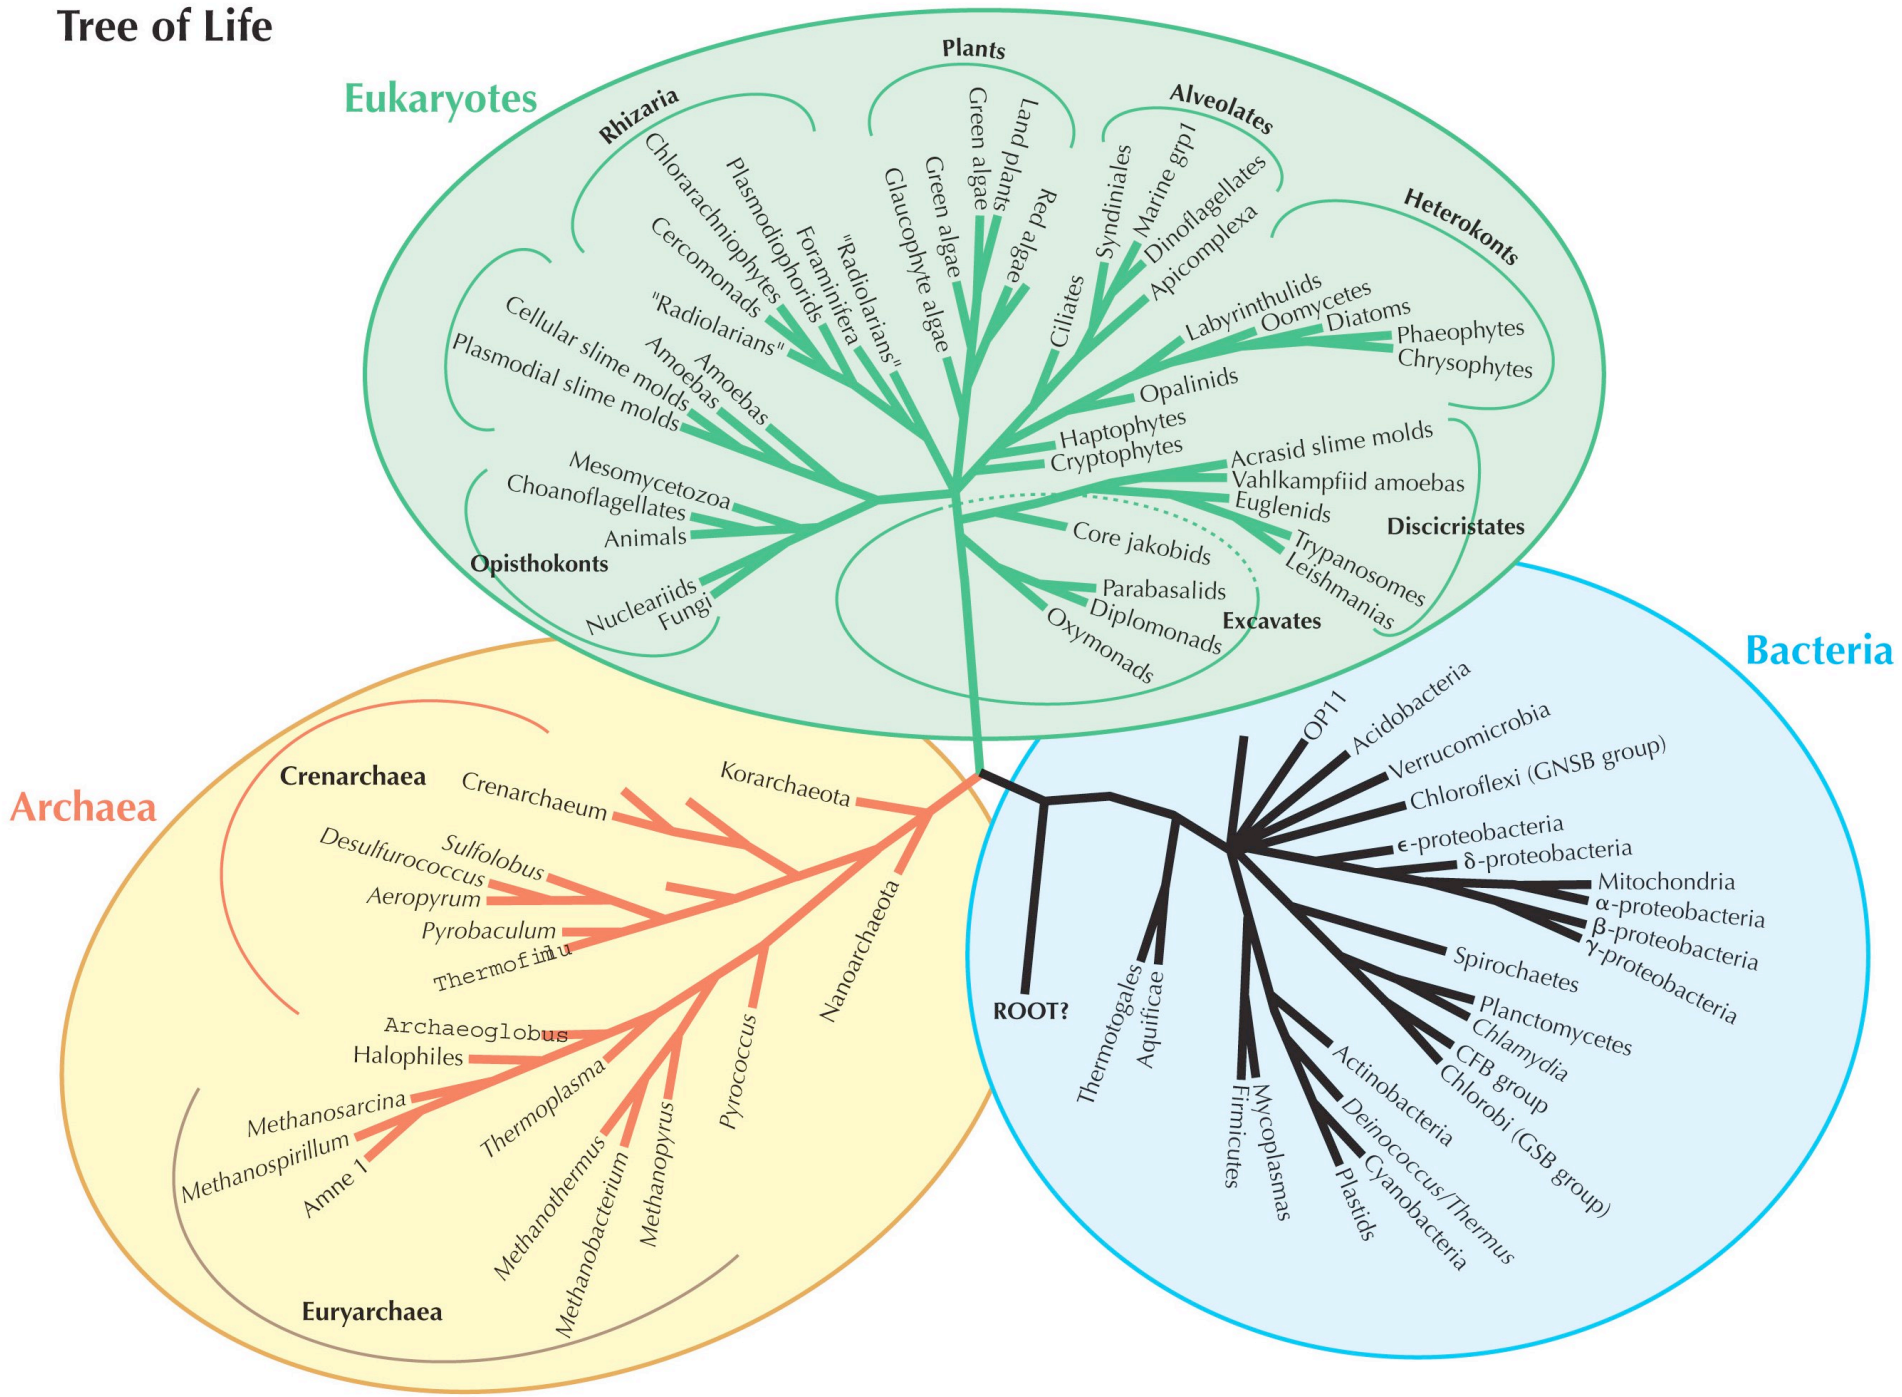 Tree of Life
Eukaryotes
Rhizaria
Chlorarachniophytes
Plasmodiophorids
Foraminifera
"Radiolarians"
Cercomonads
"Radiolarians"
Plants
Glaucophyte algae
Green algae
Green algae
Land plants
Red algae
Alveolates
Ciliates
Syndiniales
Marine grp1
Dinoflagellates
Apicomplexa
Heterokonts
Labyrinthulids
Oomycetes
Diatoms
Phaeophytes
Chrysophytes
Opalinids
Haptophytes
Cryptophytes
Cellular slime molds
Amoebas
Amoebas
Plasmodial slime molds
Mesomycetozoa
Choanoflagellates
Animals
Opisthokonts
Nucleariids
Fungi
Acrasid slime molds
Vahlkampfiid amoebas
Euglenids
Discicristates
Trypanosomes
Leishmanias
Core jakobids
Parabasalids
Diplomonads
Excavates
Oxymonads
Archaea
Crenarchaea
Crenarchaeum
Korarchaeota
Sulfolobus
Desulfurococcus
Aeropyrum
Pyrobaculum
Nanoarchaeota
Archaeoglobus
Halophiles
Methanosarcina
Methanospirillum
Amne 1
Thermoplasma
Methanothermus
Methanobacterium
Methanopyrus
Pyrococcus
Euryarchaea
Bacteria
OP11
Acidobacteria
Verrucomicrobia
Chloroflexi (GNSB group)
ϵ-proteobacteria
δ-proteobacteria
Mitochondria
α-proteobacteria
β-proteobacteria
γ-proteobacteria
Spirochaetes
Planctomycetes
Chlamydia
CFB group
Chlorobi (GSB group)
ROOT?
Thermotogales
Aquificae
Firmicutes
Mycoplasmas
Actinobacteria
Deinococcus/Thermus
Cyanobacteria
Plastids